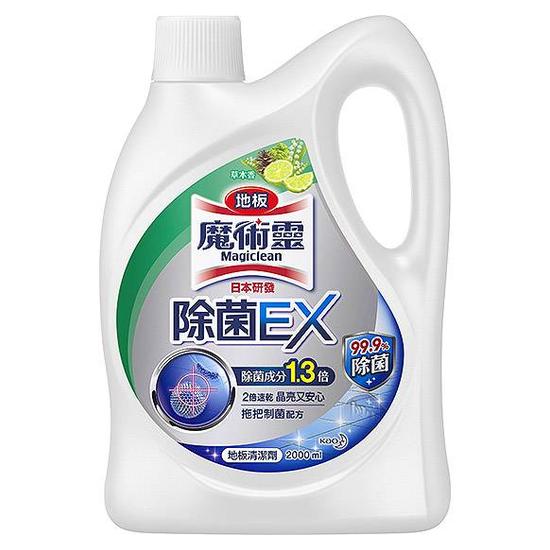 草本香
地板
魔術靈
Magiclean
日本研發
除菌EX
99.9%
除菌
除菌成分1.3倍
2倍速乾 晶亮又安心
拖把制菌配方
Kao
地板清潔劑 2000 ml